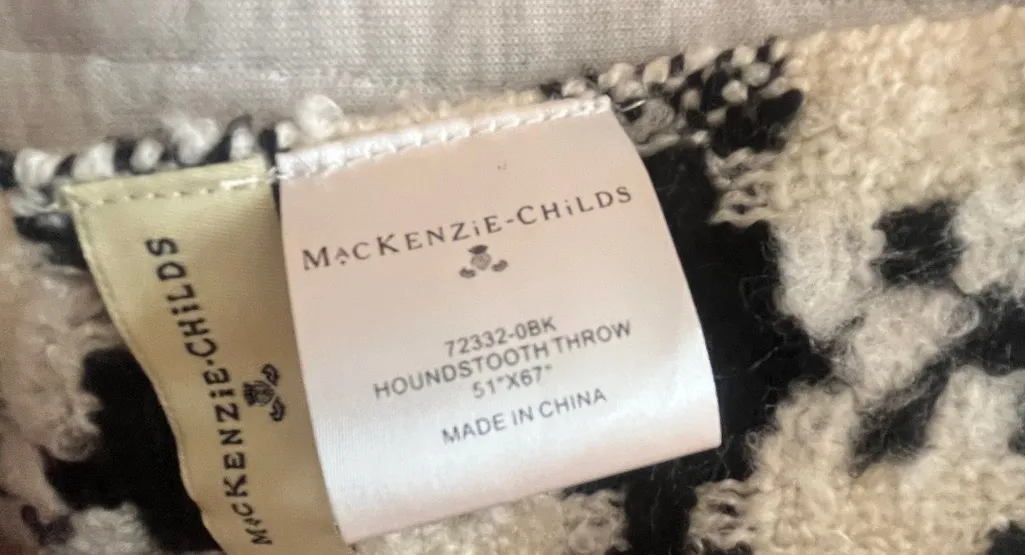 MACKENZiE-CHiLDS
MACKENZiE-CHiLDS
72332-0BK
HOUNDSTOOTH THROW
51"X67"
MADE IN CHINA